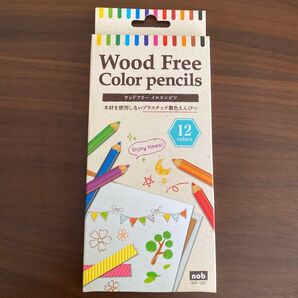 Wood Free
Color pencils
ウッドフリー イロエンピツ
木材を使用しないプラスチック製色えんぴつ
12
colors
Enjoy times!
nob
WF-12C